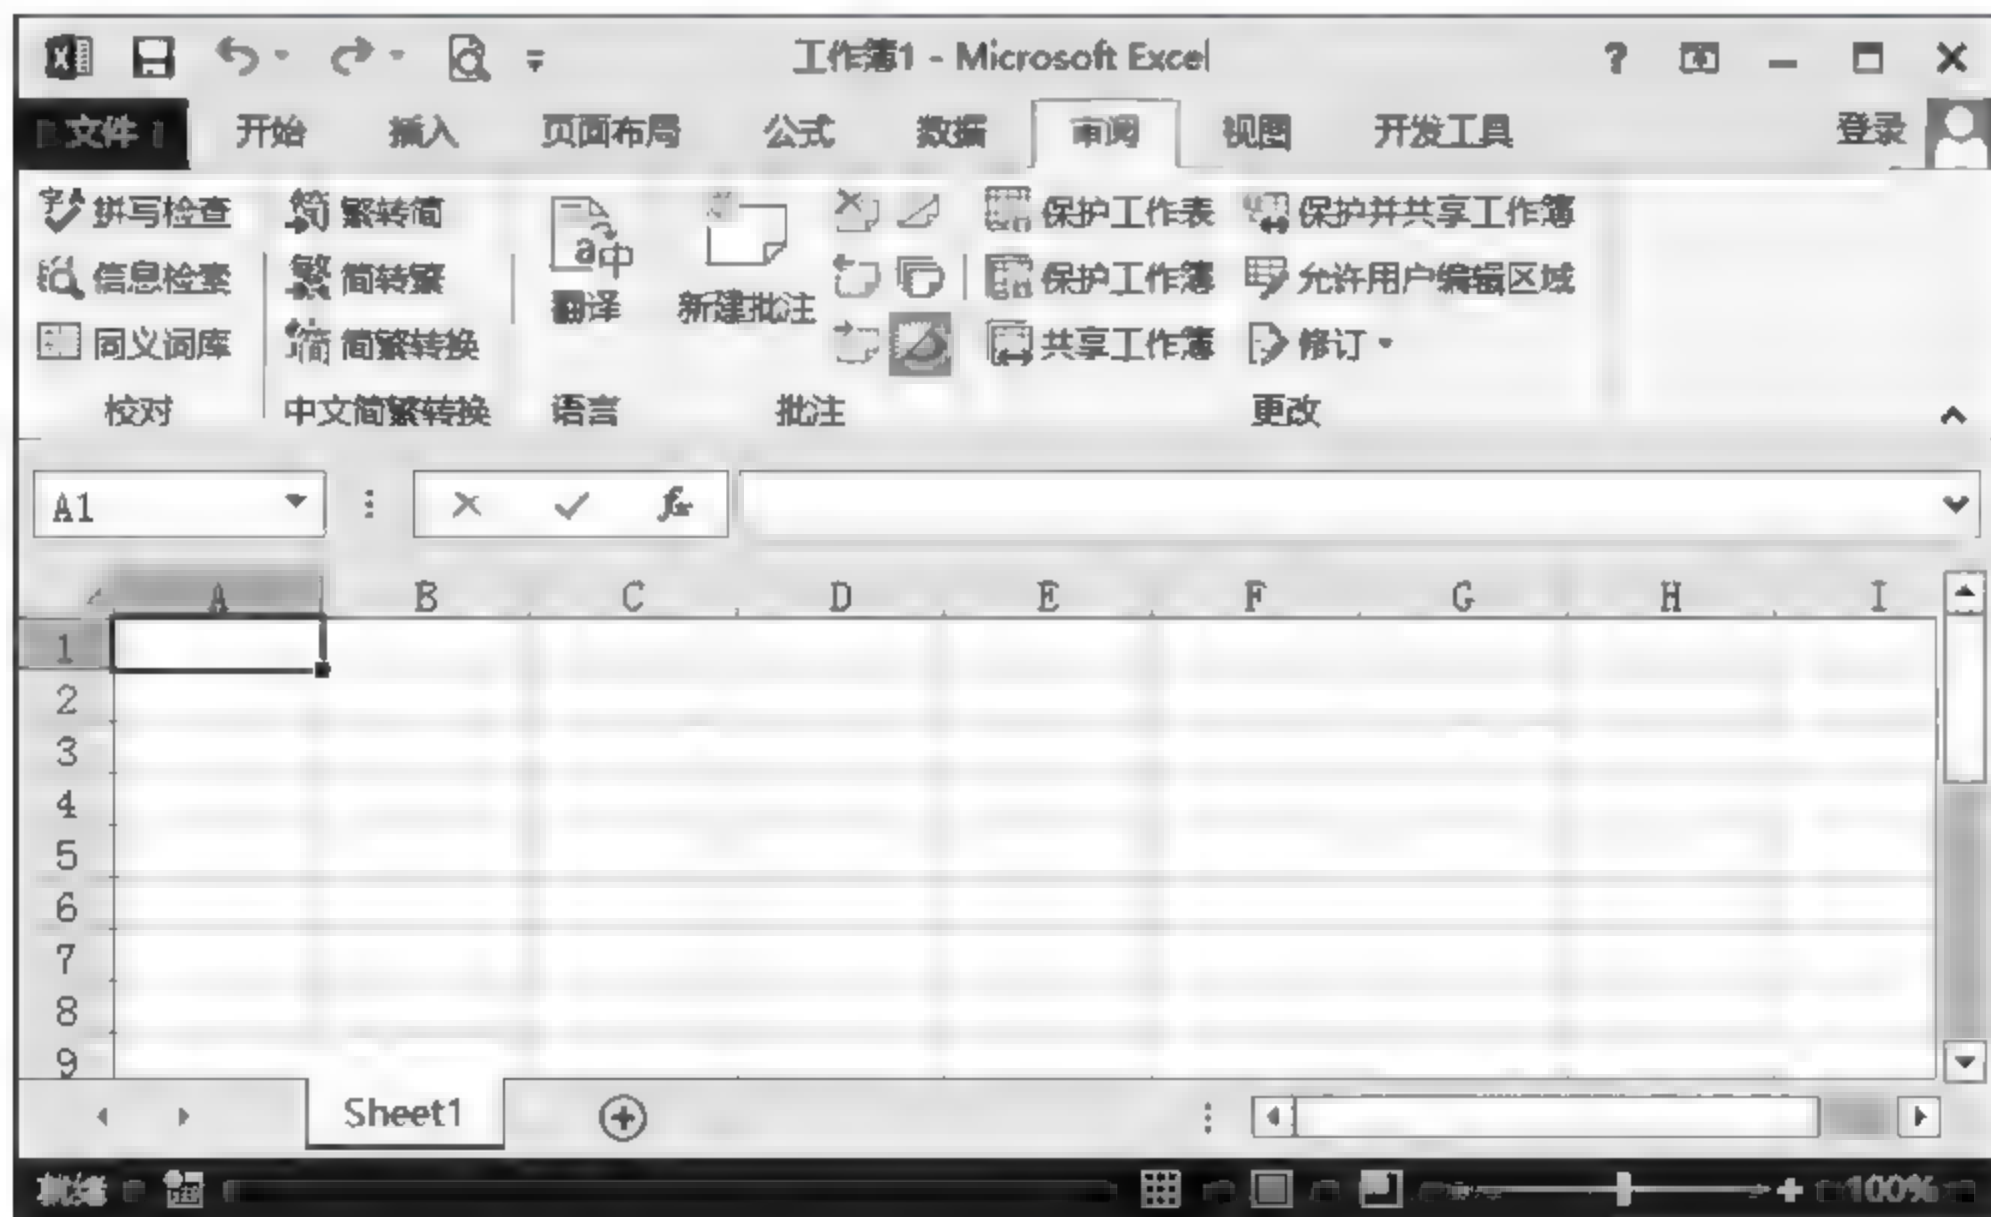 工作簿1 - Microsoft Excel
文件 开始 插入 页面布局 公式 数据 审阅 视图 开发工具 登录
拼写检查 繁转简 保护工作表 保护并共享工作簿
信息检索 简转繁 翻译 新建批注 保护工作簿 允许用户编辑区域
同义词库 简繁转换 共享工作簿 修订
校对 中文简繁转换 语言 批注 更改
A1 fx
A B C D E F G H I
1
2
3
4
5
6
7
8
9
Sheet1
就绪 100%